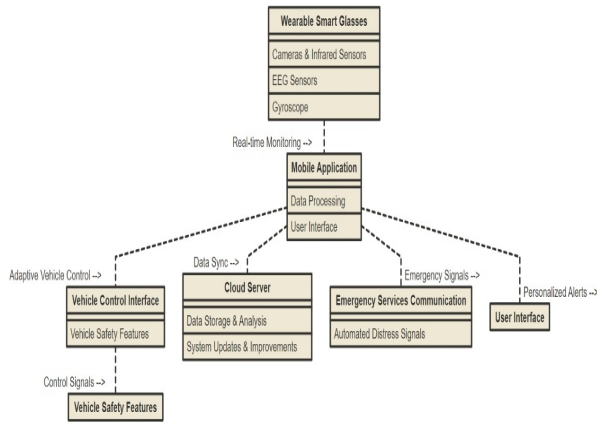 Wearable Smart Glasses
Cameras & Infrared Sensors
EEG Sensors
Gyroscope
Real-time Monitoring -->
Mobile Application
Data Processing
User Interface
Adaptive Vehicle Control -->
Data Sync -->
Emergency Signals -->
Personalized Alerts -->
Vehicle Control Interface
Vehicle Safety Features
Cloud Server
Data Storage & Analysis
System Updates & Improvements
Emergency Services Communication
Automated Distress Signals
User Interface
Control Signals -->
Vehicle Safety Features